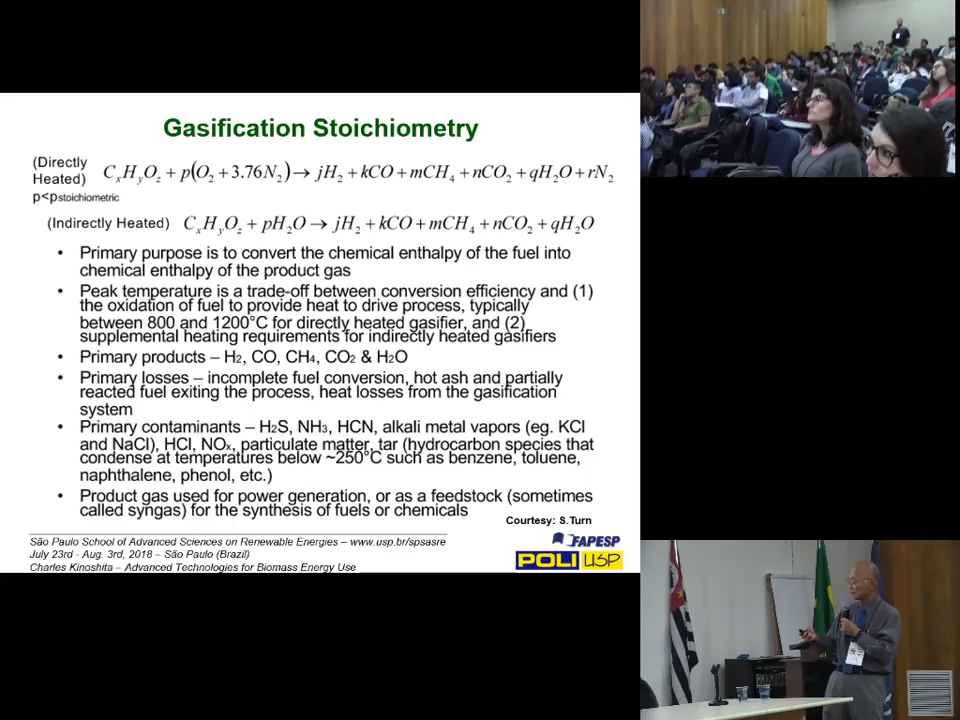 Gasification Stoichiometry
(Directly Heated) CxHyOz + p(O2 + 3.76N2) → jH2 + kCO + mCH4 + nCO2 + qH2O + rN2
p<pstoichiometric
(Indirectly Heated) CxHyOz + pH2O → jH2 + kCO + mCH4 + nCO2 + qH2O
• Primary purpose is to convert the chemical enthalpy of the fuel into
chemical enthalpy of the product gas
• Peak temperature is a trade-off between conversion efficiency and (1)
the oxidation of fuel to provide heat to drive process, typically
between 800 and 1200°C for directly heated gasifier, and (2)
supplemental heating requirements for indirectly heated gasifiers
• Primary products – H2, CO, CH4, CO2 & H2O
• Primary losses – incomplete fuel conversion, hot ash and partially
reacted fuel exiting the process, heat losses from the gasification
system
• Primary contaminants – H2S, NH3, HCN, alkali metal vapors (eg. KCl
and NaCl), HCl, NOx, particulate matter, tar (hydrocarbon species that
condense at temperatures below ~250°C such as benzene, toluene,
naphthalene, phenol, etc.)
• Product gas used for power generation, or as a feedstock (sometimes
called syngas) for the synthesis of fuels or chemicals
Courtesy: S.Turn
São Paulo School of Advanced Sciences on Renewable Energies – www.usp.br/spsasre
July 23rd - Aug. 3rd, 2018 – São Paulo (Brazil)
Charles Kinoshita – Advanced Technologies for Biomass Energy Use
FAPESP
POLI USP